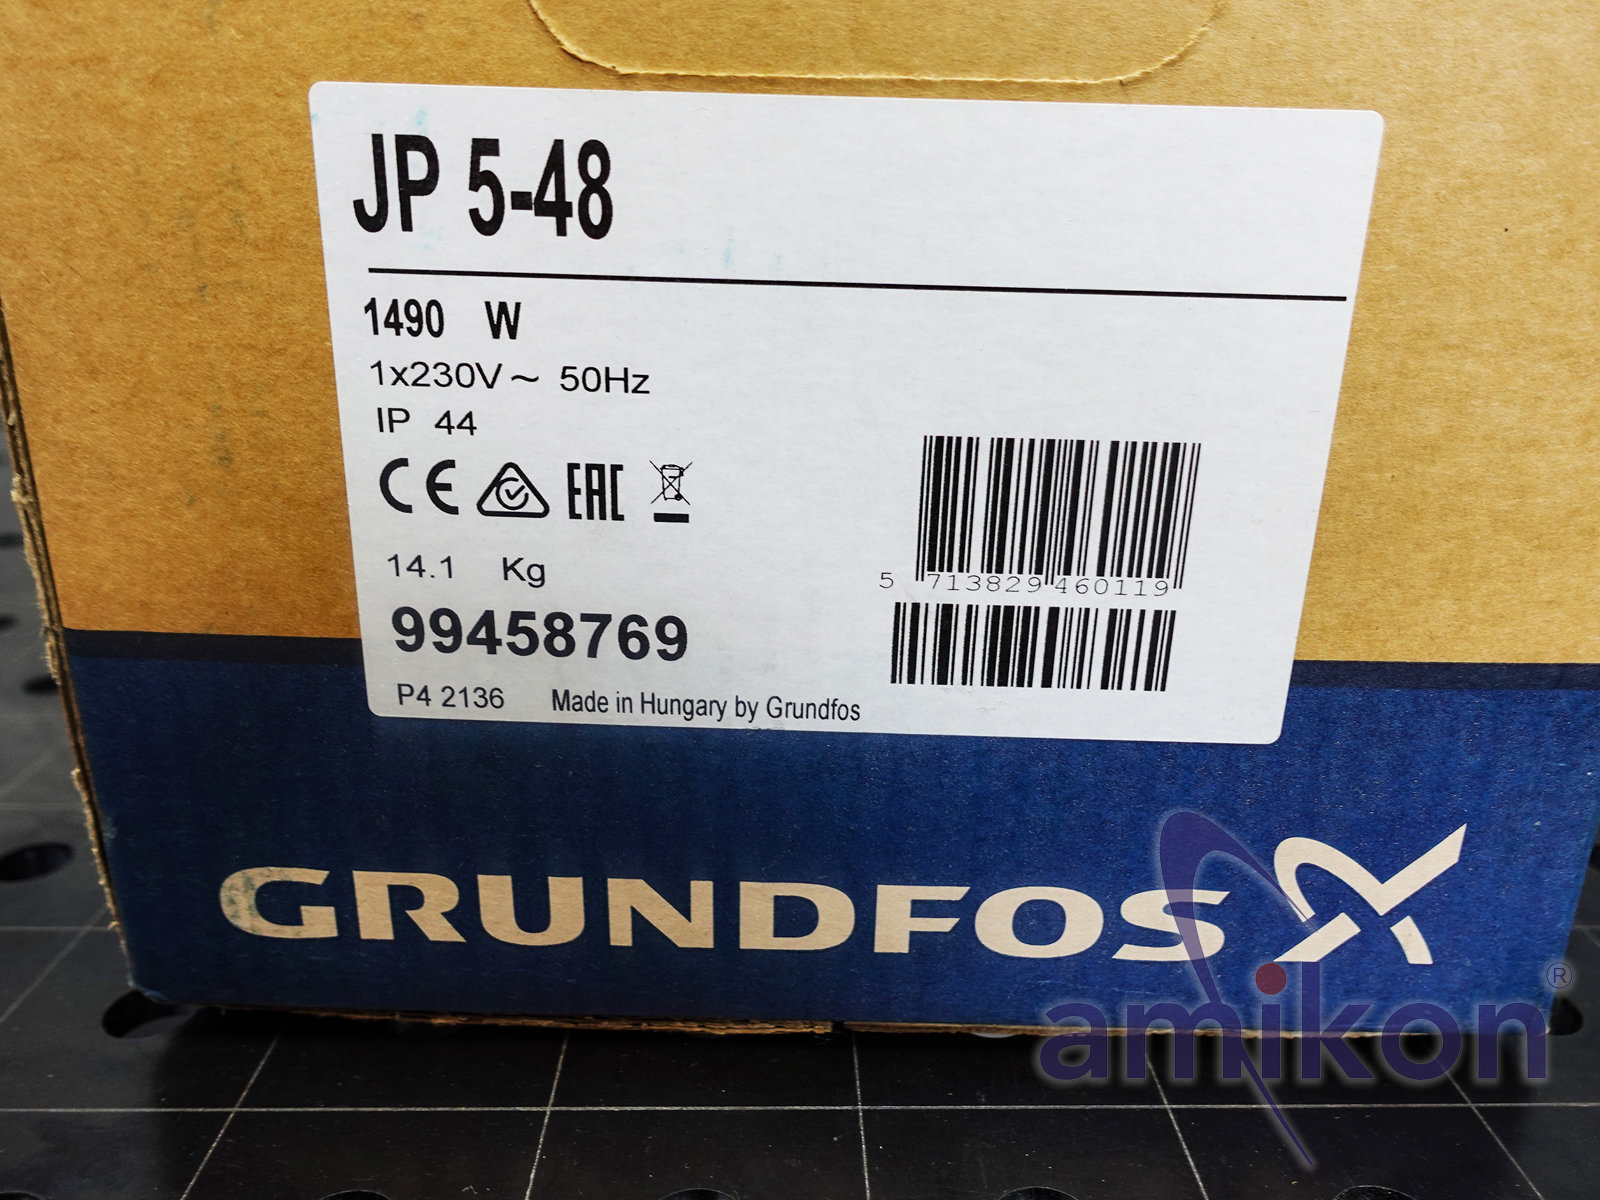 JP 5-48
1490 W
1x230V~ 50Hz
IP 44
CE EAC
14.1 Kg
99458769
P4 2136 Made in Hungary by Grundfos
5 713829 460119
GRUNDFOS
amikon®